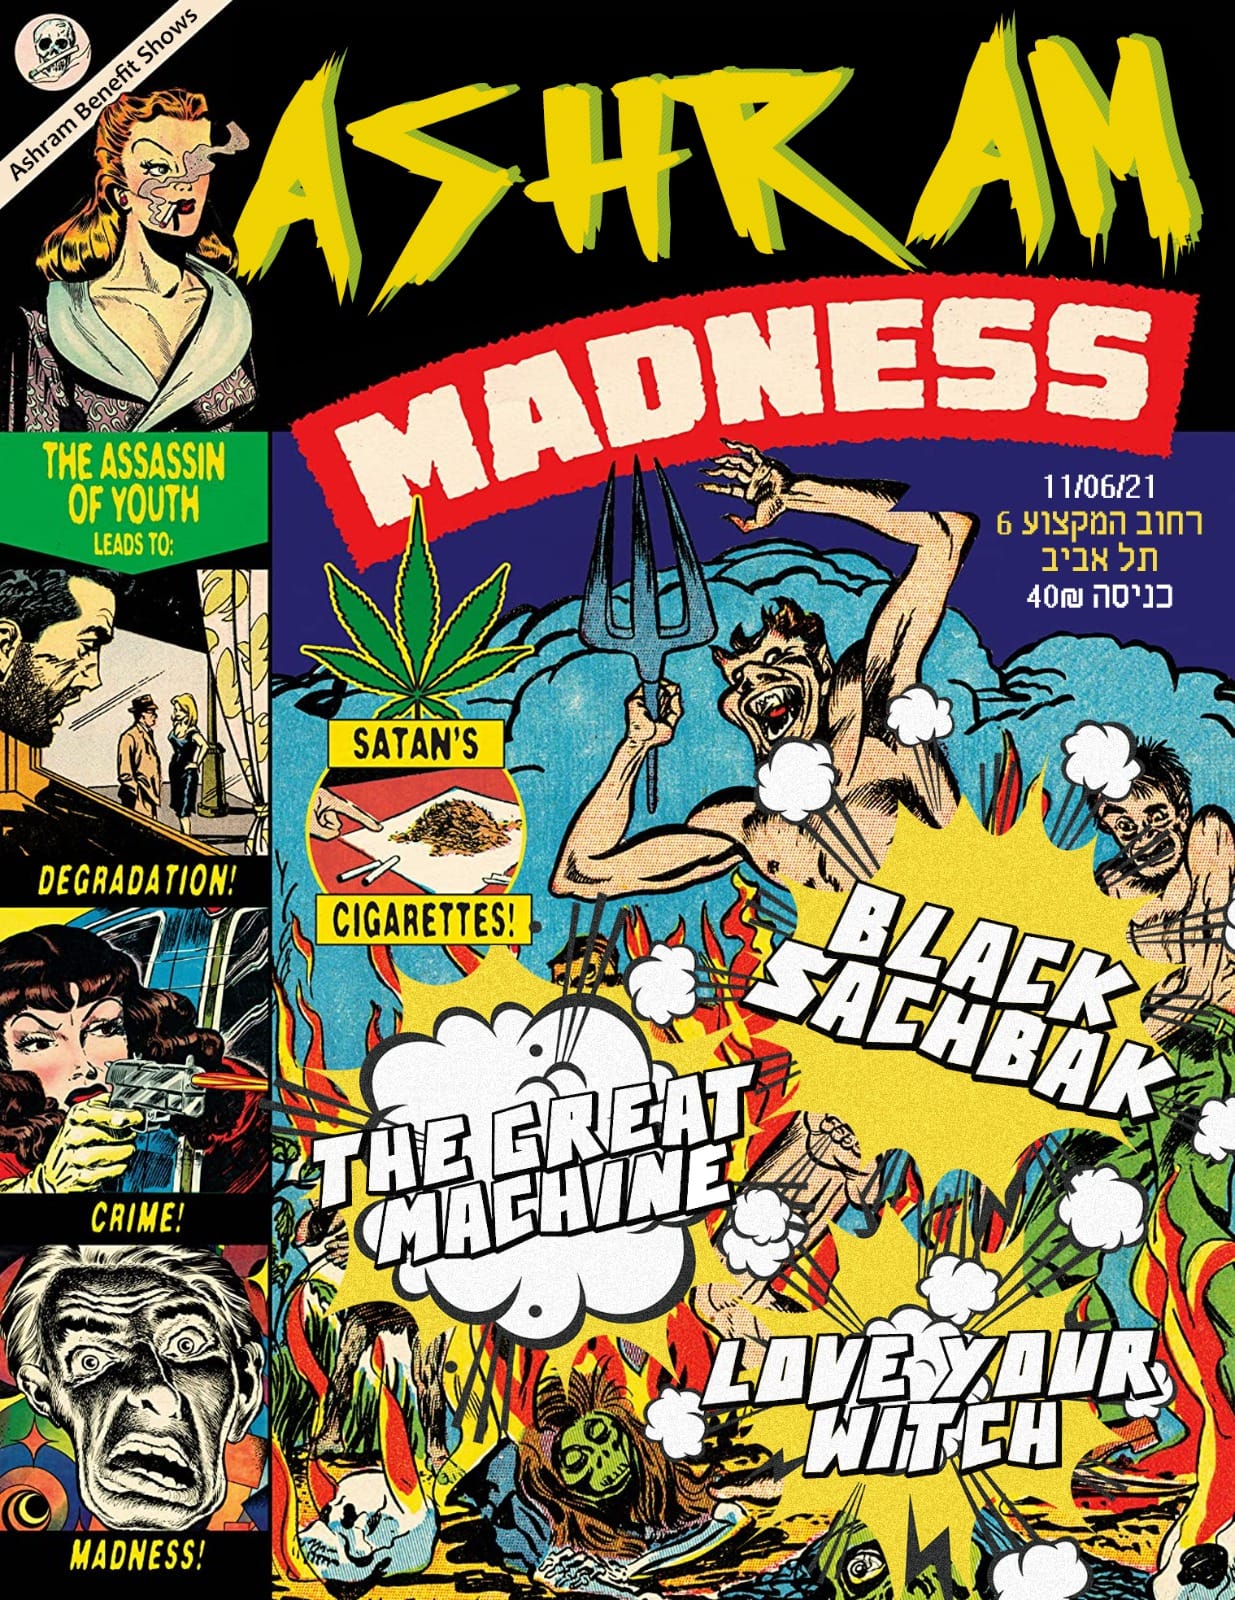 Ashram Benefit Shows
ASHRAM
MADNESS
THE ASSASSIN
OF YOUTH
LEADS TO:
DEGRADATION!
CRIME!
MADNESS!
11/06/21
רחוב המקצוע 6
תל אביב
כניסה 40₪
SATAN'S
CIGARETTES!
BLACK
SACHBAK
THE GREAT
MACHINE
LOVE YOUR
WITCH